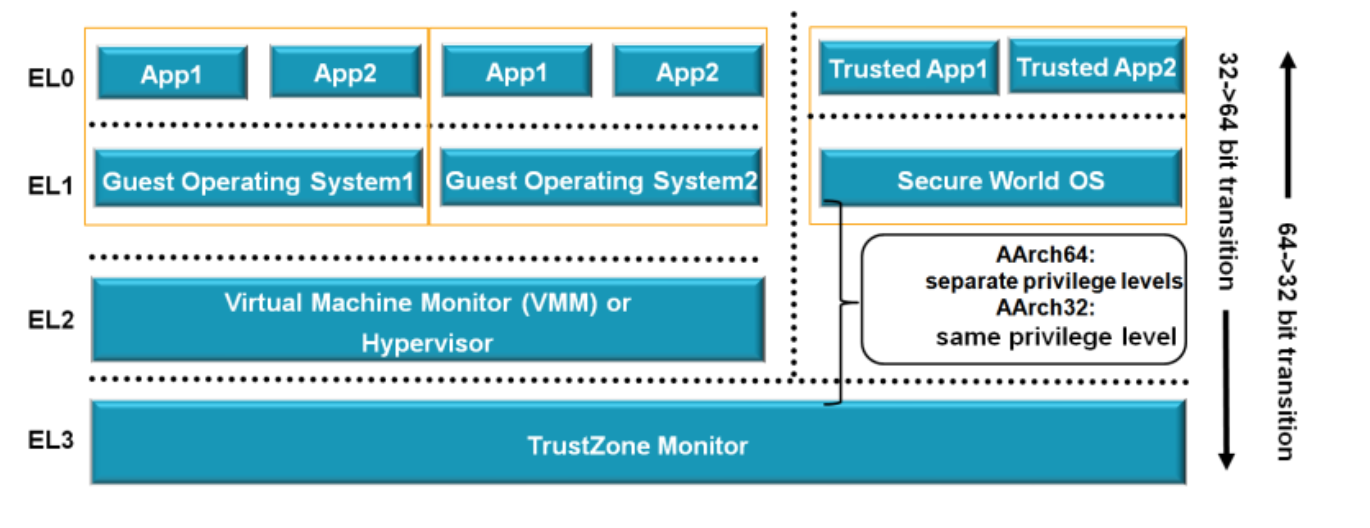 EL0
App1
App2
App1
App2
Trusted App1
Trusted App2
EL1
Guest Operating System1
Guest Operating System2
Secure World OS
AArch64:
separate privilege levels
AArch32:
same privilege level
EL2
Virtual Machine Monitor (VMM) or
Hypervisor
EL3
TrustZone Monitor
32->64 bit transition
64->32 bit transition